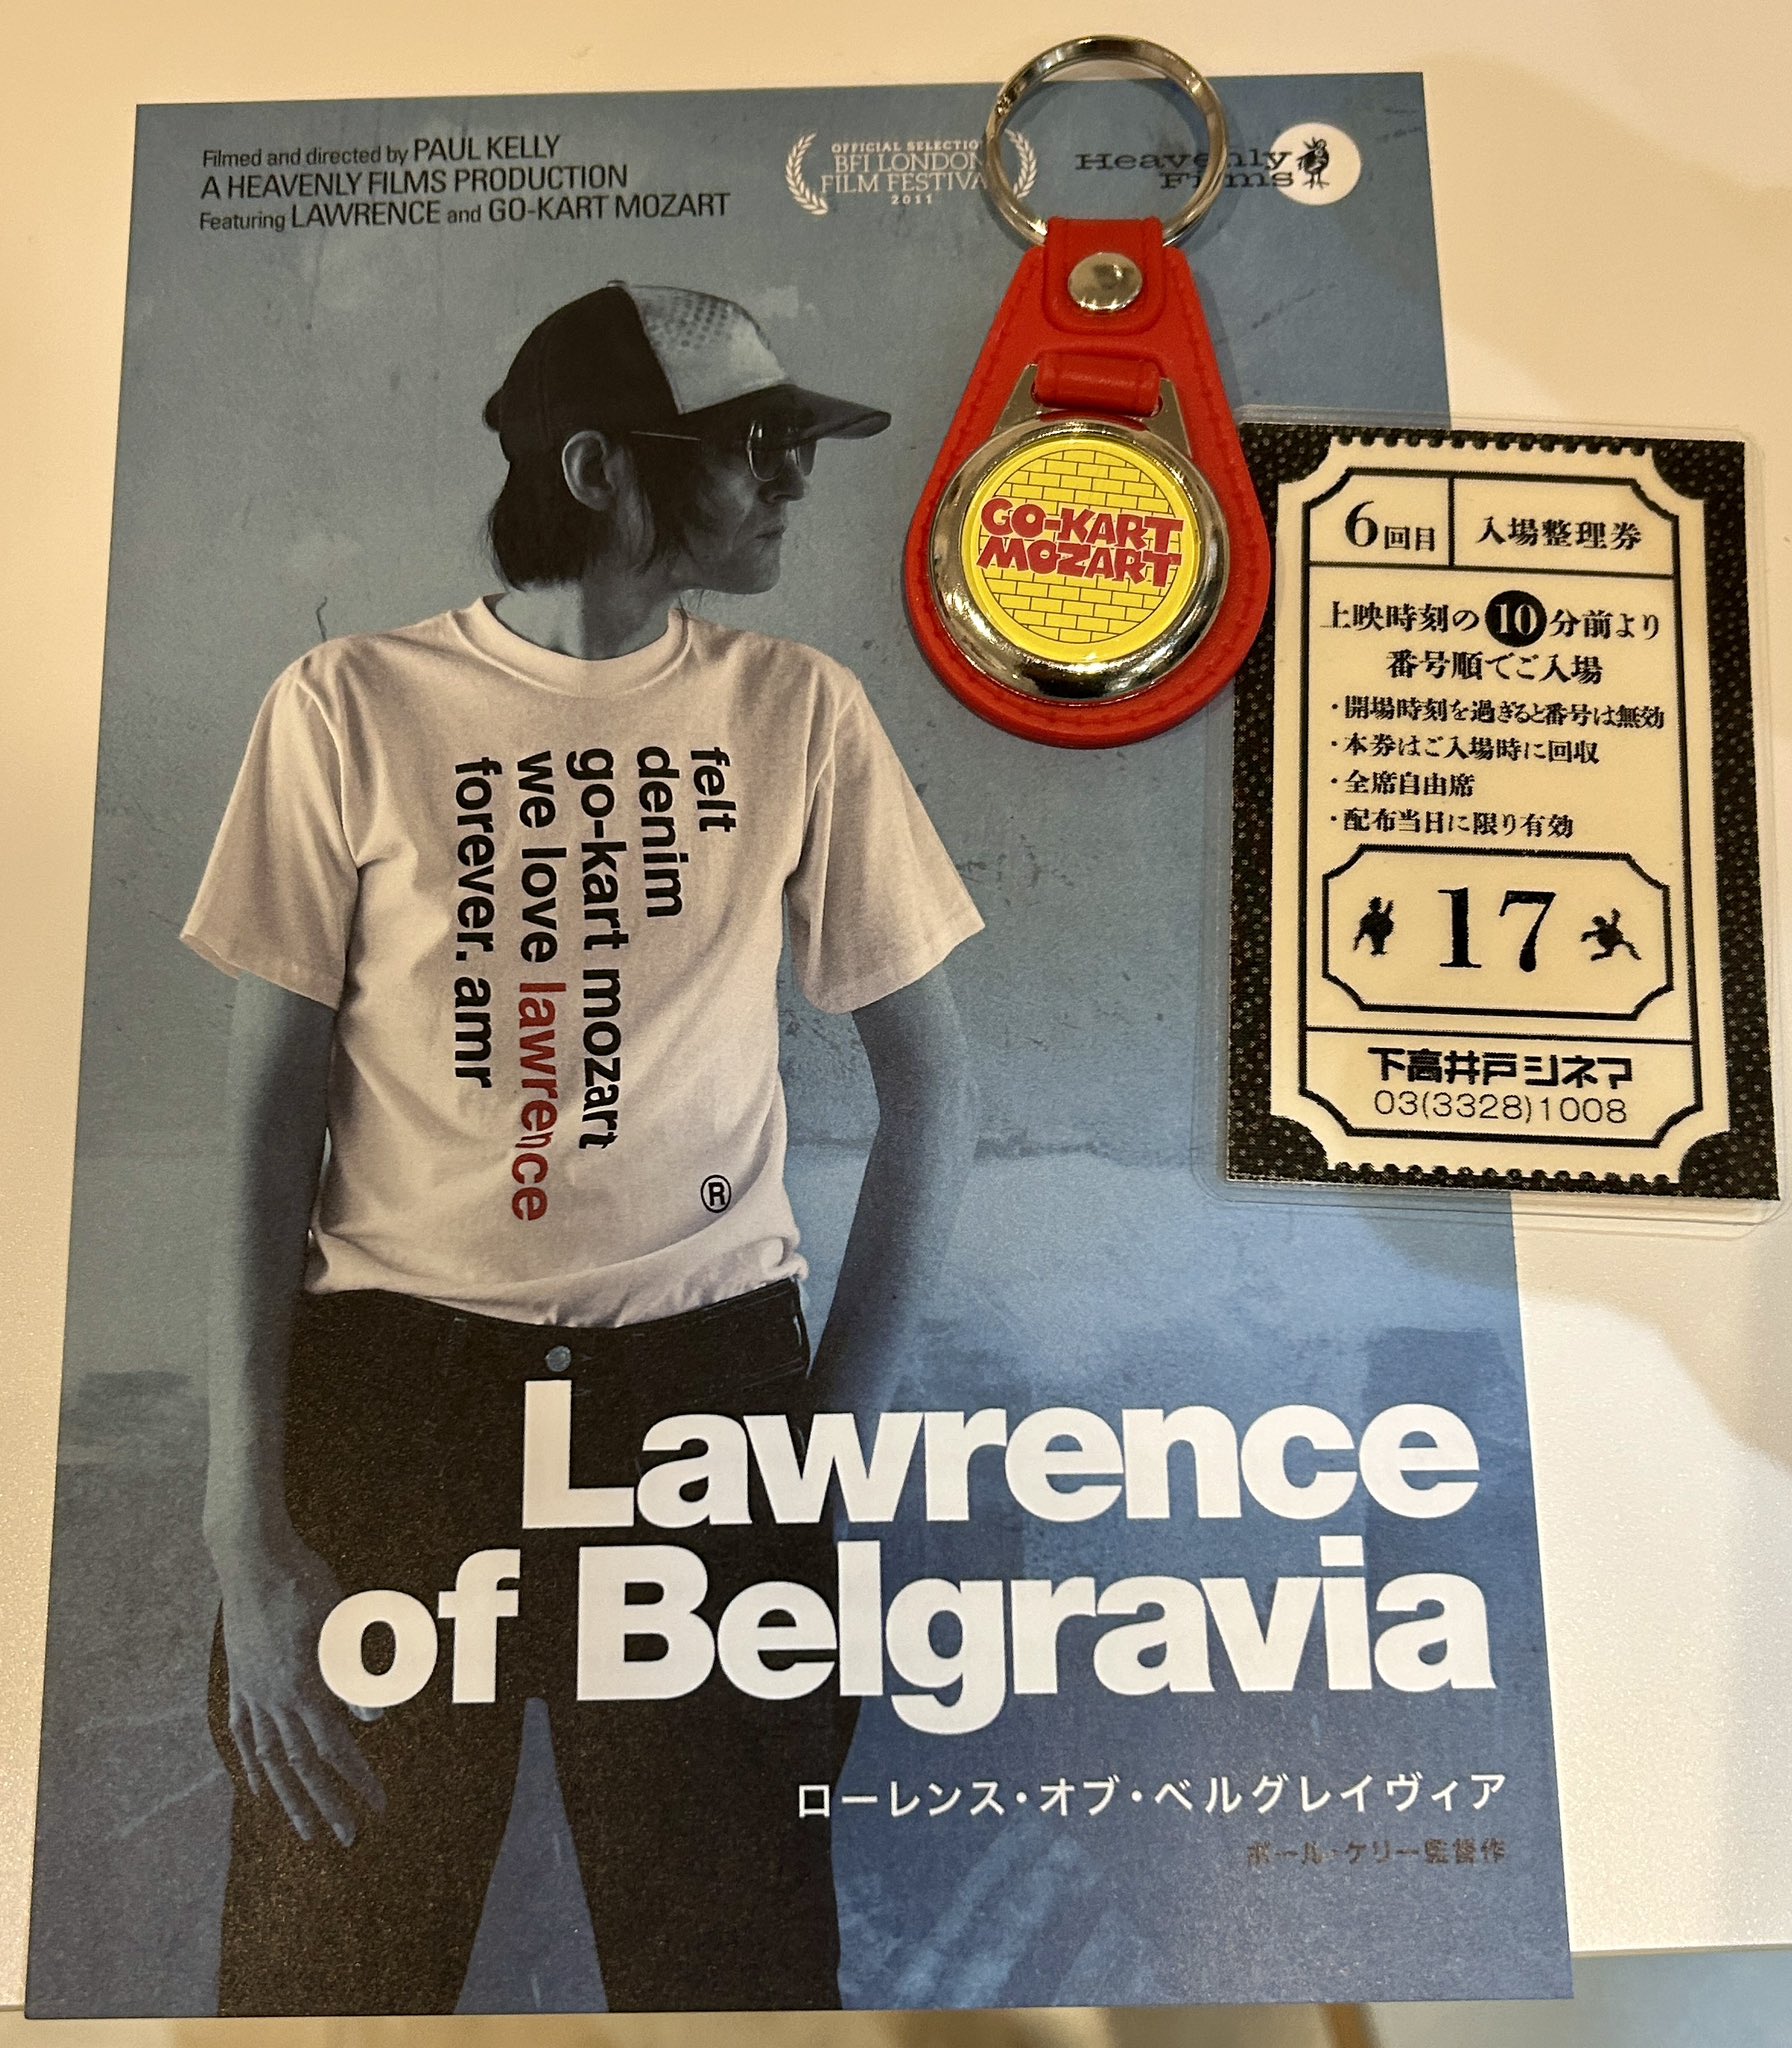 Filmed and directed by PAUL KELLY
A HEAVENLY FILMS PRODUCTION
Featuring LAWRENCE and GO-KART MOZART
OFFICIAL SELECTIO
BFI LONDON
FILM FESTIVA
2011
Heavenly
Films
GO-KART
MOZART
felt
denim
go-kart mozart
we love lawrence
forever. amr
®
Lawrence
of Belgravia
ローレンス・オブ・ベルグレイヴィア
ポール・ケリー監督作
6回目 入場整理券
上映時刻の10分前より
番号順でご入場
・開場時刻を過ぎると番号は無効
・本券はご入場時に回収
・全席自由席
・配布当日に限り有効
17
下高井戸シネマ
03(3328)1008